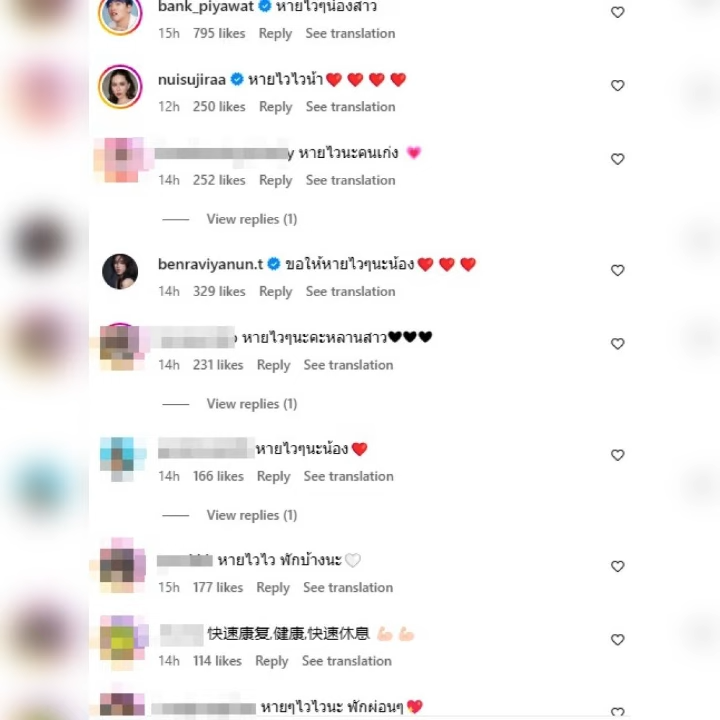 bank_piyawat หายไวๆน้องสาว
15h 795 likes Reply See translation
nuisujiraa หายไวไวน้า❤️❤️❤️❤️
12h 250 likes Reply See translation
y หายไวนะคนเก่ง 💗
14h 252 likes Reply See translation
View replies (1)
benravíyanun.t ขอให้หายไวๆนะน้อง❤️❤️❤️
14h 329 likes Reply See translation
หายไวๆนะคะหลานสาว🖤🖤🖤
14h 231 likes Reply See translation
View replies (1)
หายไวๆนะน้อง❤️
14h 166 likes Reply See translation
View replies (1)
หายไวไว พักบ้างนะ🤍
15h 177 likes Reply See translation
快速康复,健康,快速休息 💪🏻💪🏻
14h 114 likes Reply See translation
หายๆไวไวนะ พักผ่อนๆ💖